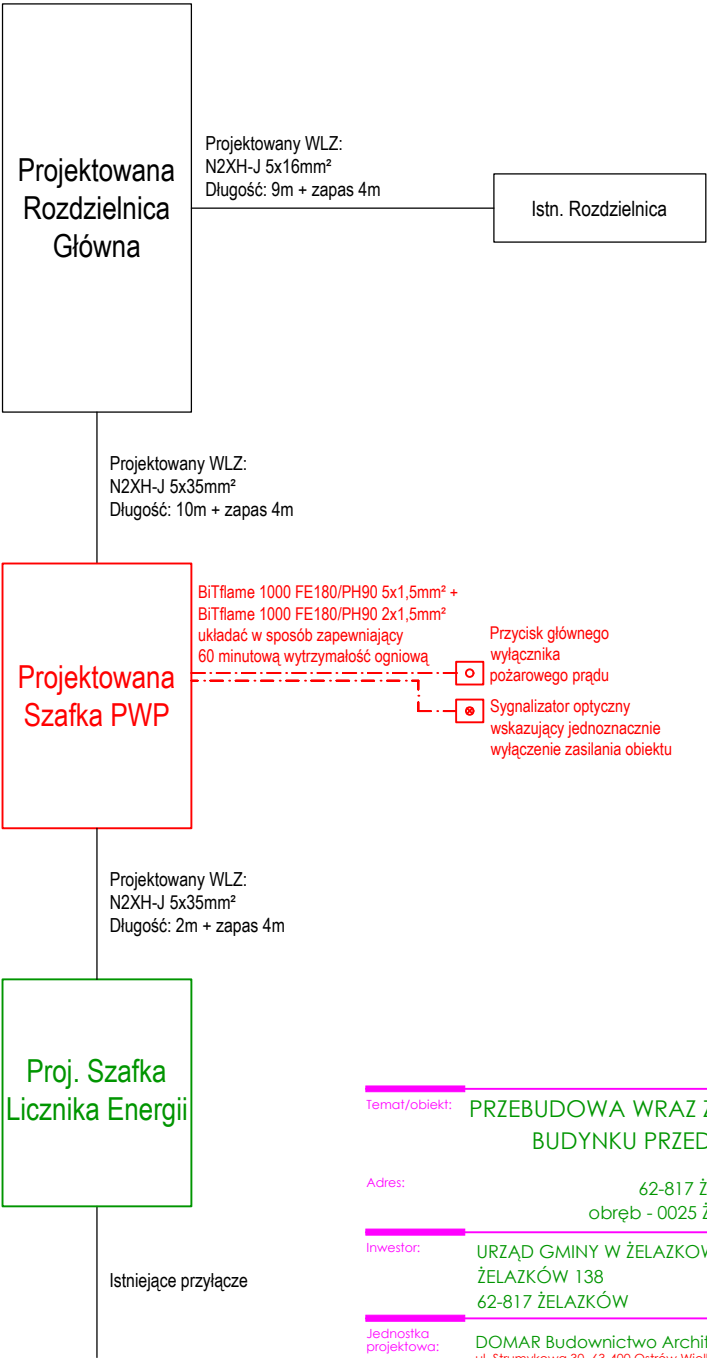 Projektowana
Rozdzielnica
Główna
Projektowany WLZ:
N2XH-J 5x16mm²
Długość: 9m + zapas 4m
Istn. Rozdzielnica
Projektowany WLZ:
N2XH-J 5x35mm²
Długość: 10m + zapas 4m
Projektowana
Szafka PWP
BiTflame 1000 FE180/PH90 5x1,5mm² +
BiTflame 1000 FE180/PH90 2x1,5mm²
układać w sposób zapewniający
60 minutową wytrzymałość ogniową
Przycisk głównego
wyłącznika
pożarowego prądu
Sygnalizator optyczny
wskazujący jednoznacznie
wyłączenie zasilania obiektu
Projektowany WLZ:
N2XH-J 5x35mm²
Długość: 2m + zapas 4m
Proj. Szafka
Licznika Energii
Istniejące przyłącze
Temat/obiekt: PRZEBUDOWA WRAZ Z
BUDYNKU PRZED
Adres: 62-817 Ż
obręb - 0025 Ż
Inwestor: URZĄD GMINY W ŻELAZKOW
ŻELAZKÓW 138
62-817 ŻELAZKÓW
Jednostka
projektowa: DOMAR Budownictwo Archit